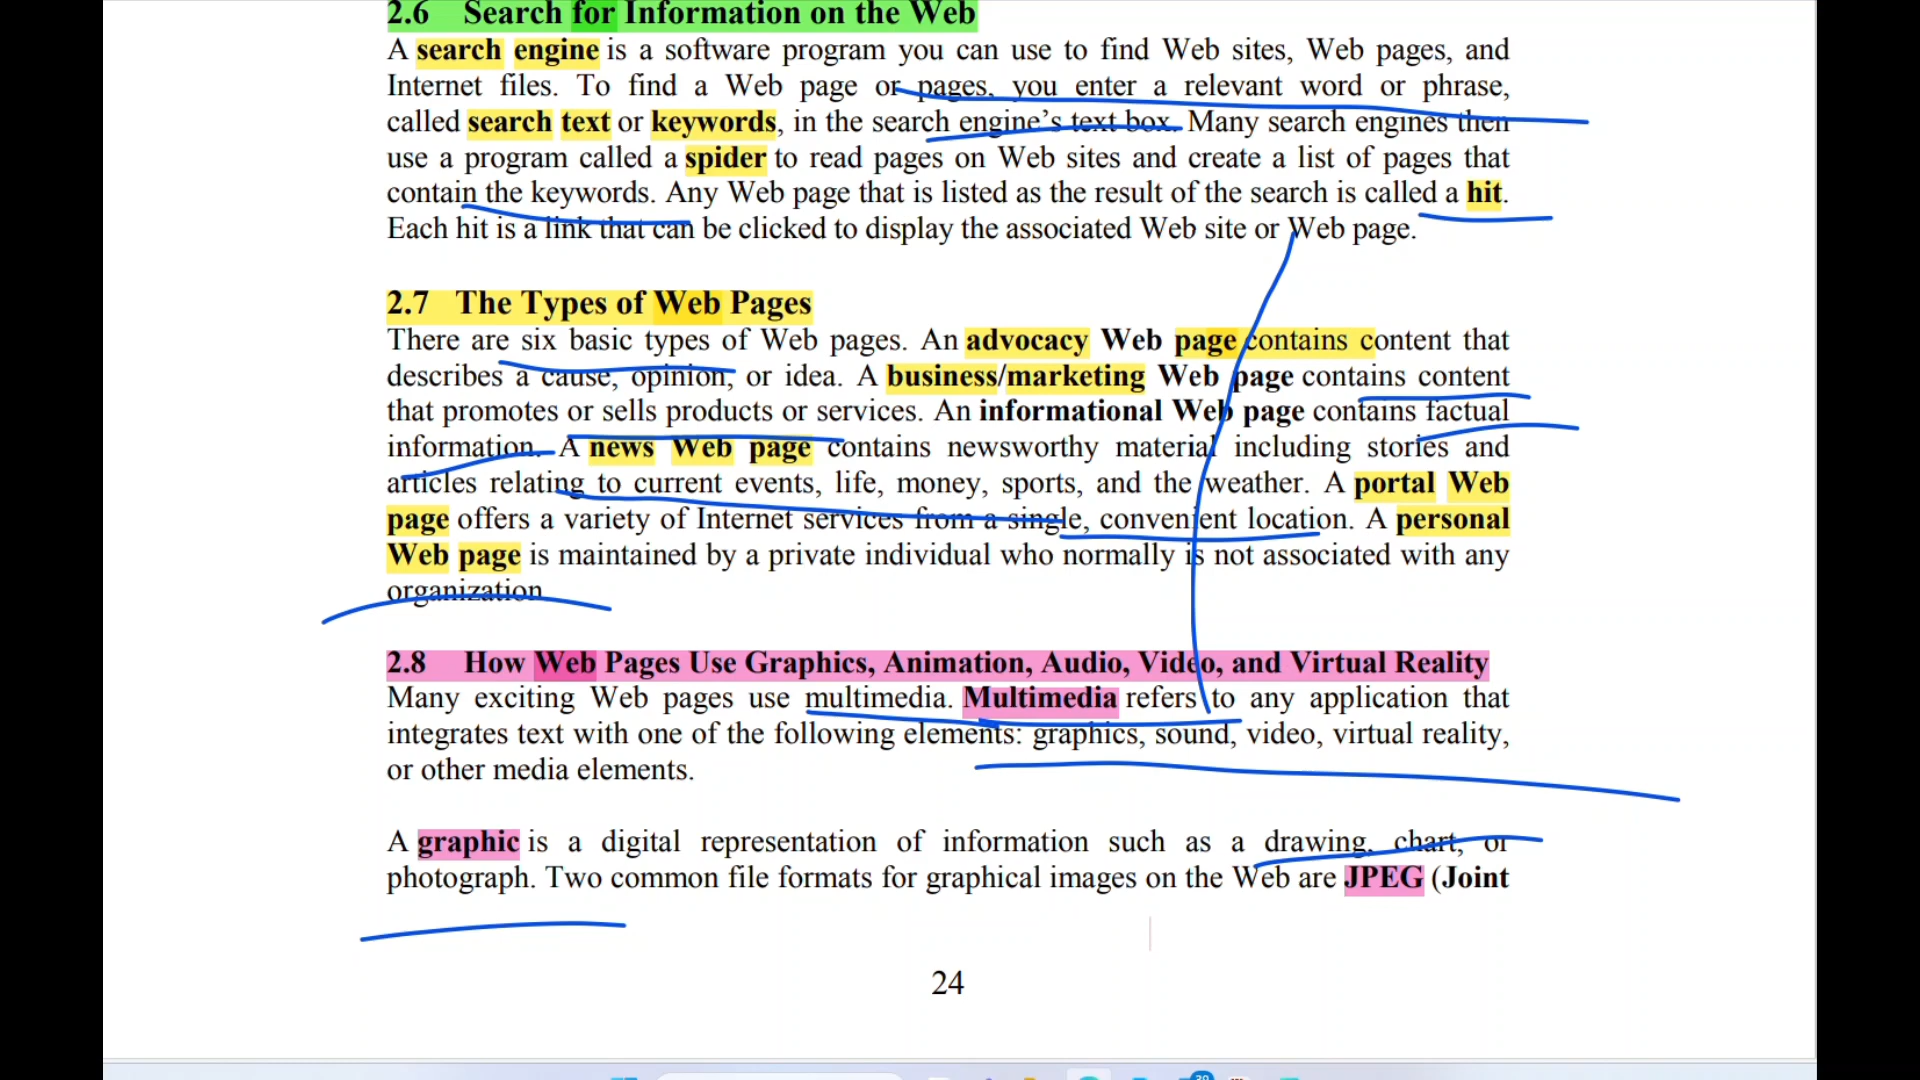 2.6 Search for Information on the Web
A search engine is a software program you can use to find Web sites, Web pages, and
Internet files. To find a Web page or pages, you enter a relevant word or phrase,
called search text or keywords, in the search engine's text box. Many search engines then
use a program called a spider to read pages on Web sites and create a list of pages that
contain the keywords. Any Web page that is listed as the result of the search is called a hit.
Each hit is a link that can be clicked to display the associated Web site or Web page.
2.7 The Types of Web Pages
There are six basic types of Web pages. An advocacy Web page contains content that
describes a cause, opinion, or idea. A business/marketing Web page contains content
that promotes or sells products or services. An informational Web page contains factual
information. A news Web page contains newsworthy material including stories and
articles relating to current events, life, money, sports, and the weather. A portal Web
page offers a variety of Internet services from a single, convenient location. A personal
Web page is maintained by a private individual who normally is not associated with any
organization
2.8 How Web Pages Use Graphics, Animation, Audio, Video, and Virtual Reality
Many exciting Web pages use multimedia. Multimedia refers to any application that
integrates text with one of the following elements: graphics, sound, video, virtual reality,
or other media elements.
A graphic is a digital representation of information such as a drawing, chart, or
photograph. Two common file formats for graphical images on the Web are JPEG (Joint
24